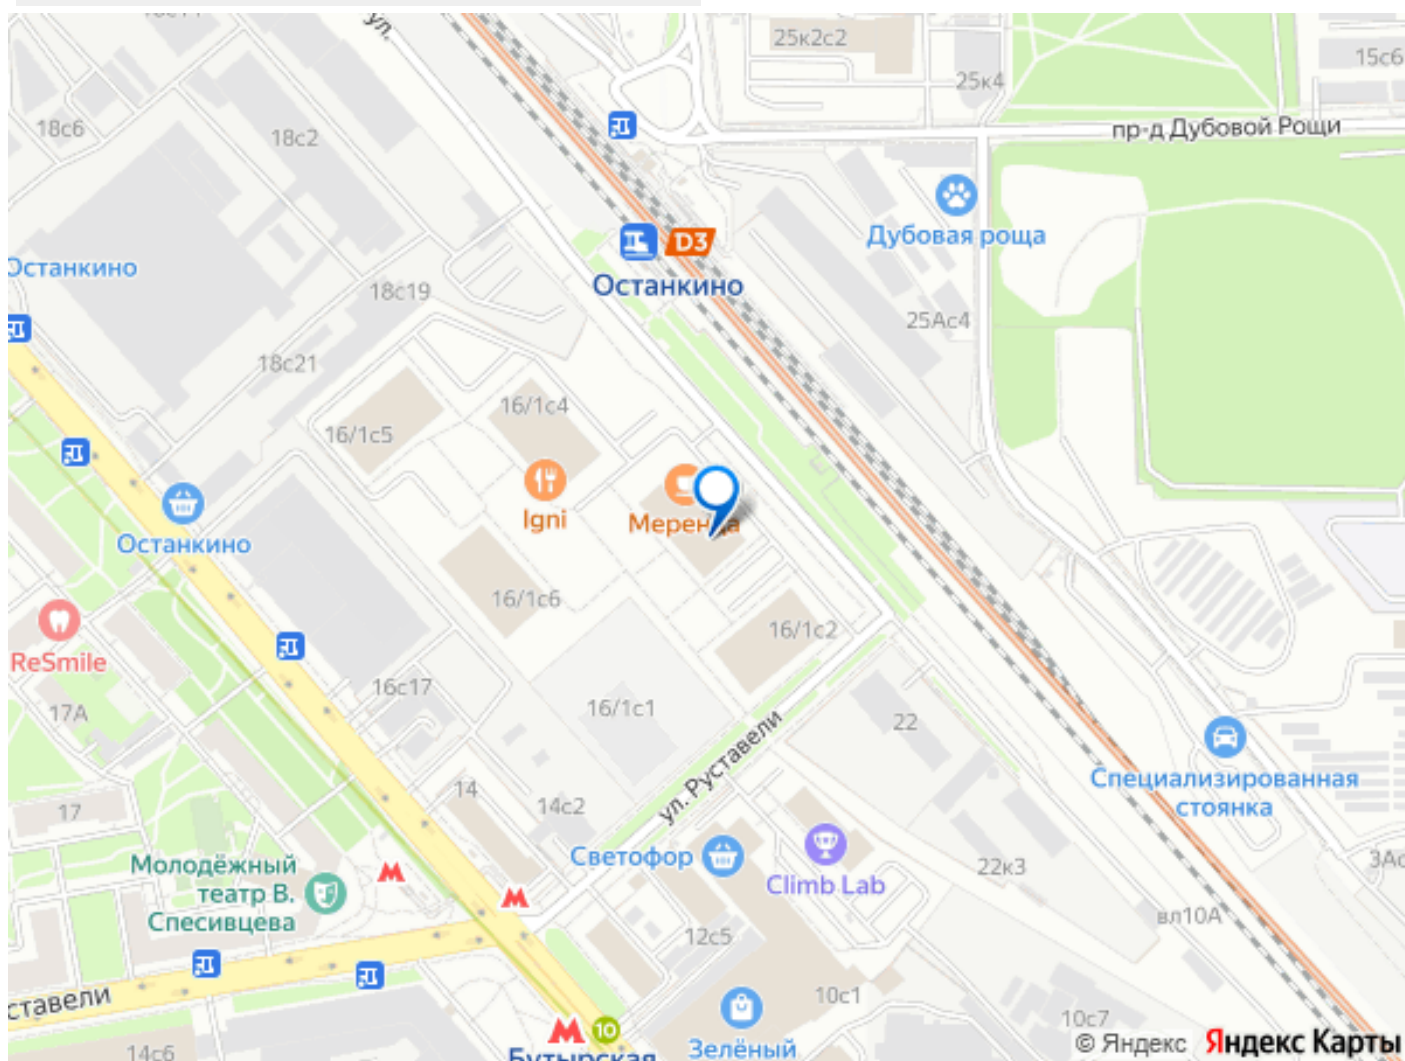 ул.
25к2с2
15с6
25к4
пр-д Дубовой Рощи
18с6
18с2
Дубовая роща
D3
Останкино
Останкино
18с19
25Ас4
18с21
16/1с4
16/1с5
Igni
Меренда
Останкино
16/1с6
16/1с2
ReSmile
16с17
17А
16/1с1
22
ул. Руставели
Специализированная
стоянка
14
14с2
17
Светофор
Climb Lab
22к3
3Ас
Молодёжный
театр В.
Спесивцева
вл10А
12с5
ставели
10с1
10с7
10
Бутырская
Зелёный
14с6
© Яндекс Яндекс Карты